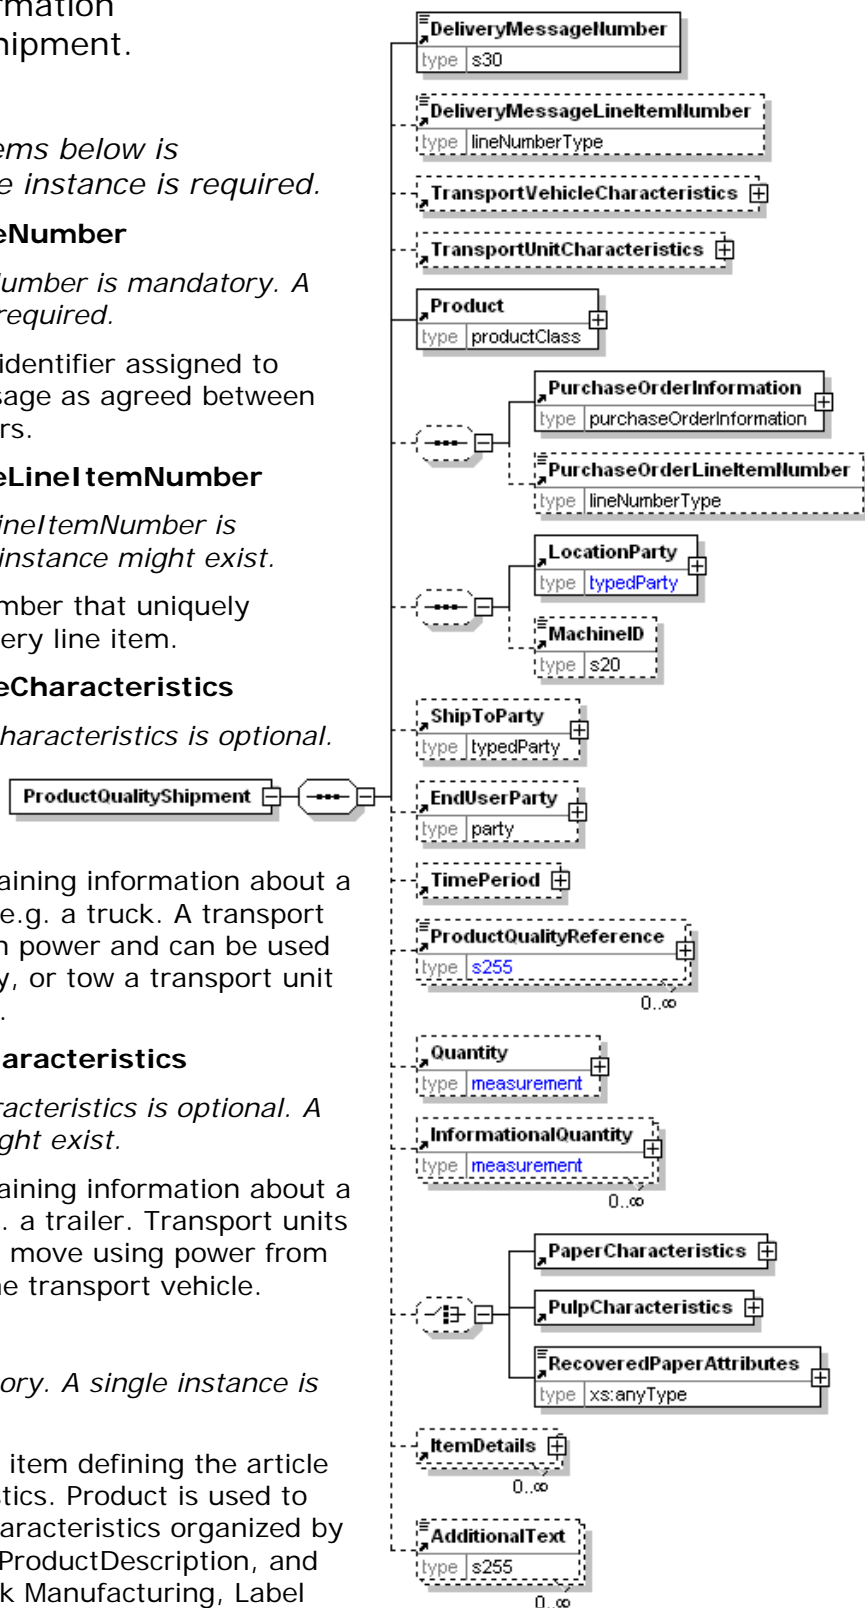 rmation
hipment.
ems below is
e instance is required.
eNumber
Number is mandatory. A
required.
identifier assigned to
sage as agreed between
rs.
eLineItemNumber
LineItemNumber is
instance might exist.
mber that uniquely
ery line item.
eCharacteristics
haracteristics is optional.
aining information about a
e.g. a truck. A transport
n power and can be used
y, or tow a transport unit
.
aracteristics
racteristics is optional. A
ght exist.
aining information about a
. a trailer. Transport units
move using power from
ne transport vehicle.
ory. A single instance is
item defining the article
stics. Product is used to
aracteristics organized by
ProductDescription, and
k Manufacturing, Label
ProductQualityShipment
DeliveryMessageNumber
type s30
DeliveryMessageLineItemNumber
type lineNumberType
TransportVehicleCharacteristics
TransportUnitCharacteristics
Product
type productClass
PurchaseOrderInformation
type purchaseOrderInformation
PurchaseOrderLineItemNumber
type lineNumberType
LocationParty
type typedParty
MachineID
type s20
ShipToParty
type typedParty
EndUserParty
type party
TimePeriod
ProductQualityReference
type s255
0..∞
Quantity
type measurement
InformationalQuantity
type measurement
0..∞
PaperCharacteristics
PulpCharacteristics
RecoveredPaperAttributes
type xs:anyType
ItemDetails
0..∞
AdditionalText
type s255
0..∞